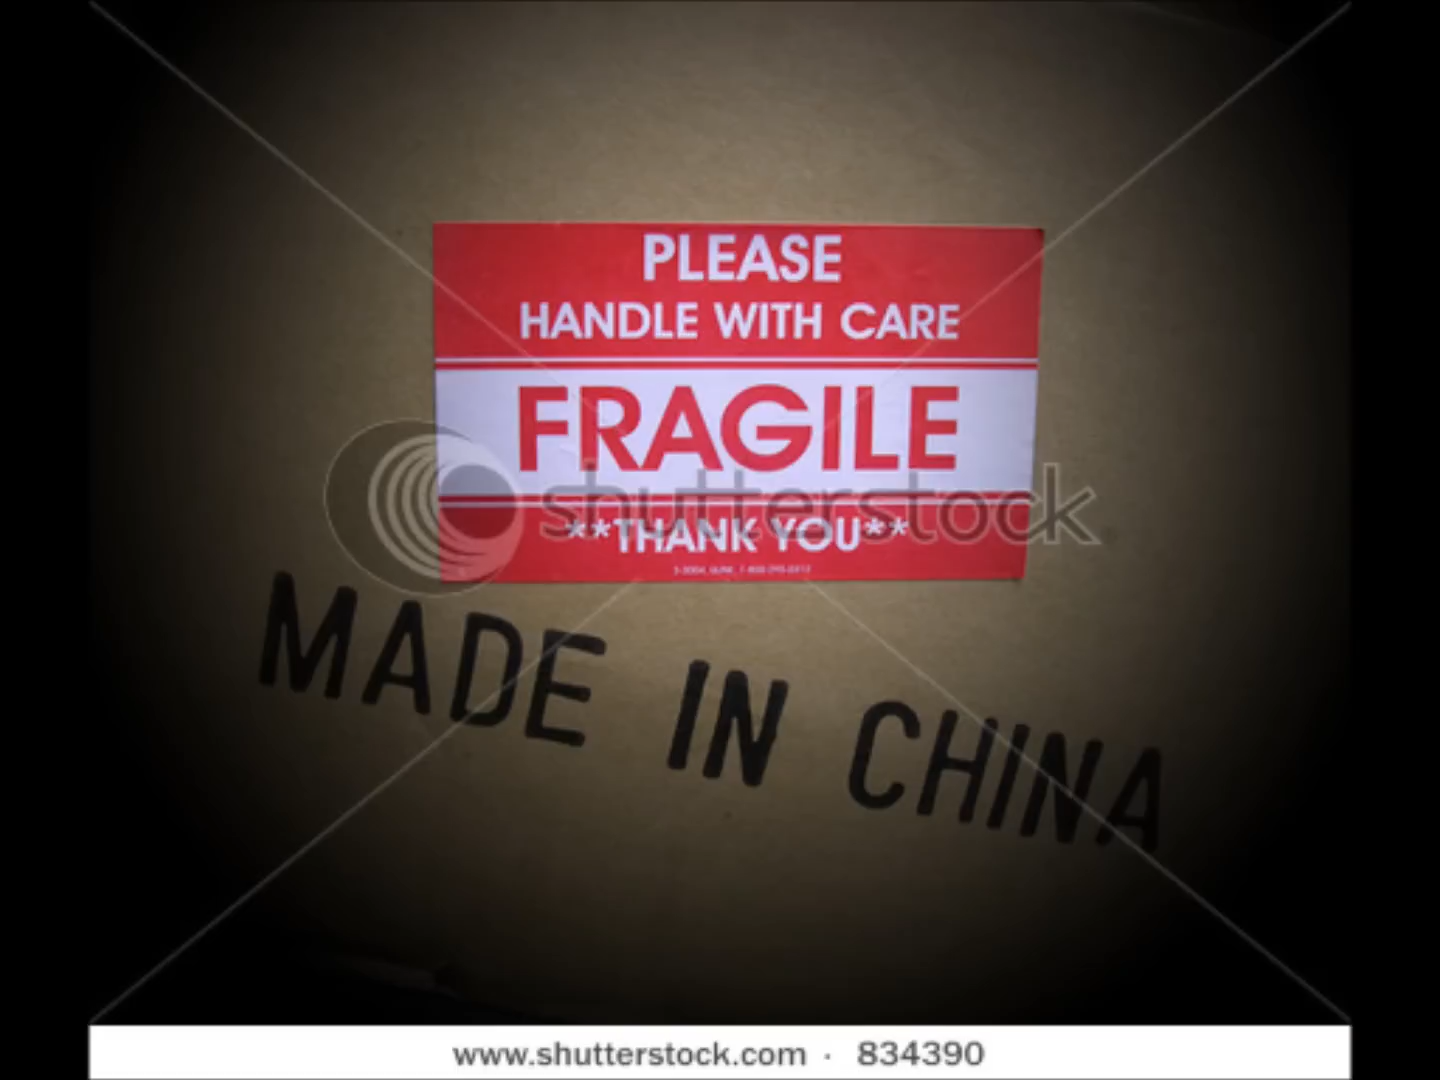 PLEASE
HANDLE WITH CARE
FRAGILE
shutterstock
**THANK YOU**
MADE IN CHINA
www.shutterstock.com · 834390